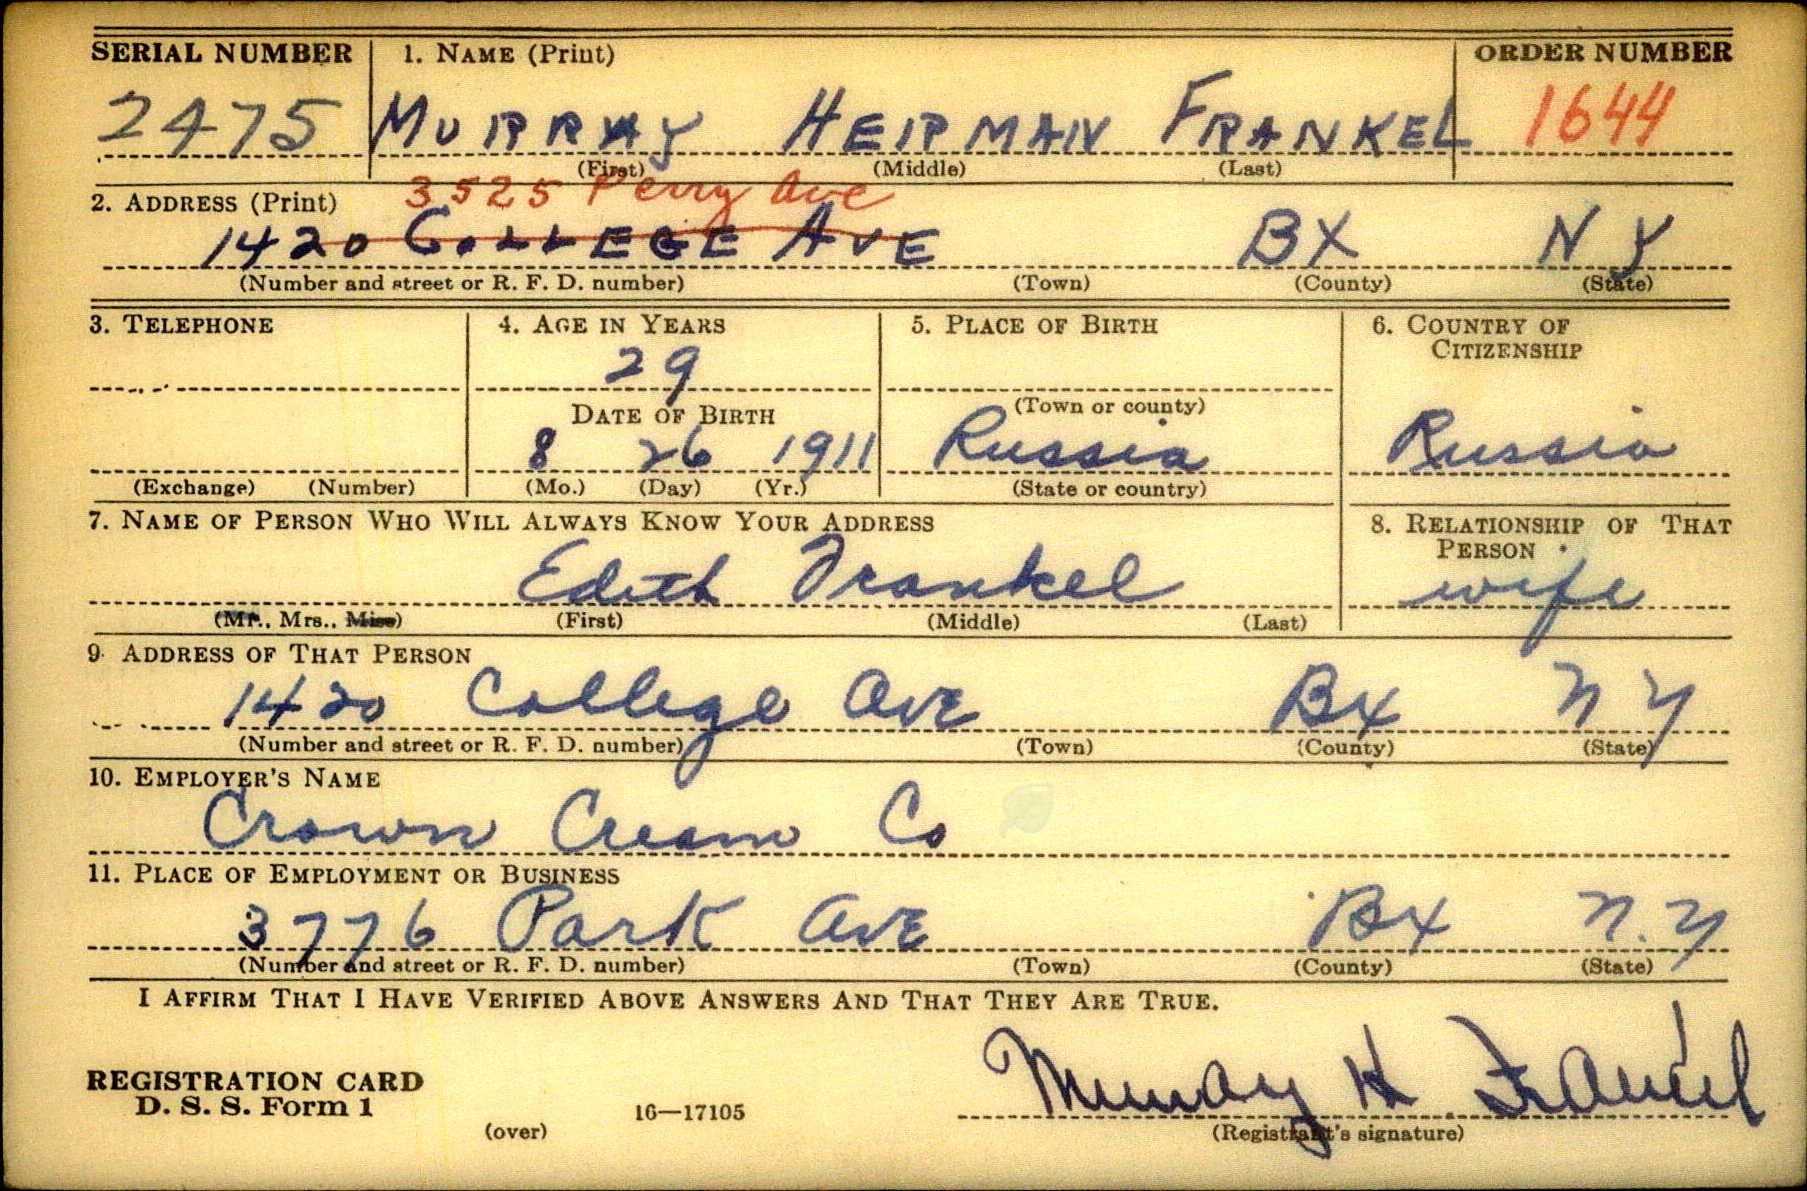 SERIAL NUMBER 1. NAME (Print) ORDER NUMBER
2475 MURRAY HERMAN FRANKEL 1644
(First) (Middle) (Last)
3525 Perry Ave
2. ADDRESS (Print)
1420 COLLEGE AVE BX NY
(Number and street or R. F. D. number) (Town) (County) (State)
3. TELEPHONE 4. AGE IN YEARS 5. PLACE OF BIRTH 6. COUNTRY OF
CITIZENSHIP
29
(Town or county)
DATE OF BIRTH
8 26 1911 Russia Russia
(Exchange) (Number) (Mo.) (Day) (Yr.) (State or country)
7. NAME OF PERSON WHO WILL ALWAYS KNOW YOUR ADDRESS 8. RELATIONSHIP OF THAT
PERSON
Edith Frankel wife
(Mr., Mrs., Miss) (First) (Middle) (Last)
9. ADDRESS OF THAT PERSON
1420 College Ave Bx NY
(Number and street or R. F. D. number) (Town) (County) (State)
10. EMPLOYER'S NAME
Crown Cream Co
11. PLACE OF EMPLOYMENT OR BUSINESS
3776 Park Ave Bx N.Y
(Number and street or R. F. D. number) (Town) (County) (State)
I AFFIRM THAT I HAVE VERIFIED ABOVE ANSWERS AND THAT THEY ARE TRUE.
Murray H Frankel
REGISTRATION CARD
D. S. S. Form 1
(over) 16—17105 (Registrant's signature)